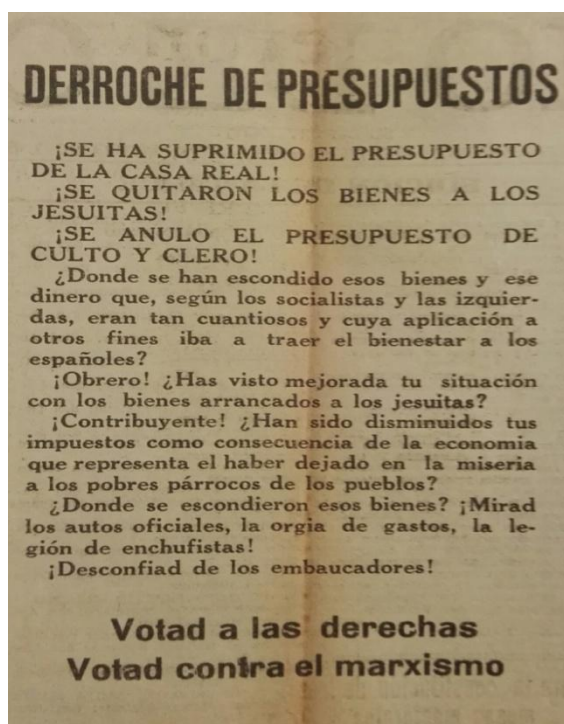 DERROCHE DE PRESUPUESTOS
¡SE HA SUPRIMIDO EL PRESUPUESTO
DE LA CASA REAL!
¡SE QUITARON LOS BIENES A LOS
JESUITAS!
¡SE ANULO EL PRESUPUESTO DE
CULTO Y CLERO!
¿Donde se han escondido esos bienes y ese
dinero que, según los socialistas y las izquier-
das, eran tan cuantiosos y cuya aplicación a
otros fines iba a traer el bienestar a los
españoles?
¡Obrero! ¿Has visto mejorada tu situación
con los bienes arrancados a los jesuitas?
¡Contribuyente! ¿Han sido disminuidos tus
impuestos como consecuencia de la economia
que representa el haber dejado en la miseria
a los pobres párrocos de los pueblos?
¿Donde se escondieron esos bienes? ¡Mirad
los autos oficiales, la orgia de gastos, la le-
gión de enchufistas!
¡Desconfiad de los embaucadores!
Votad a las derechas
Votad contra el marxismo